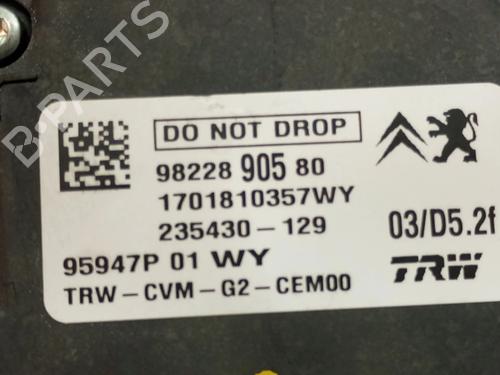 B-PARTS
DO NOT DROP
98228 905 80
1701810357WY
235430-129
03/D5.2f
95947P 01 WY
TRW
TRW-CVM-G2-CEM00